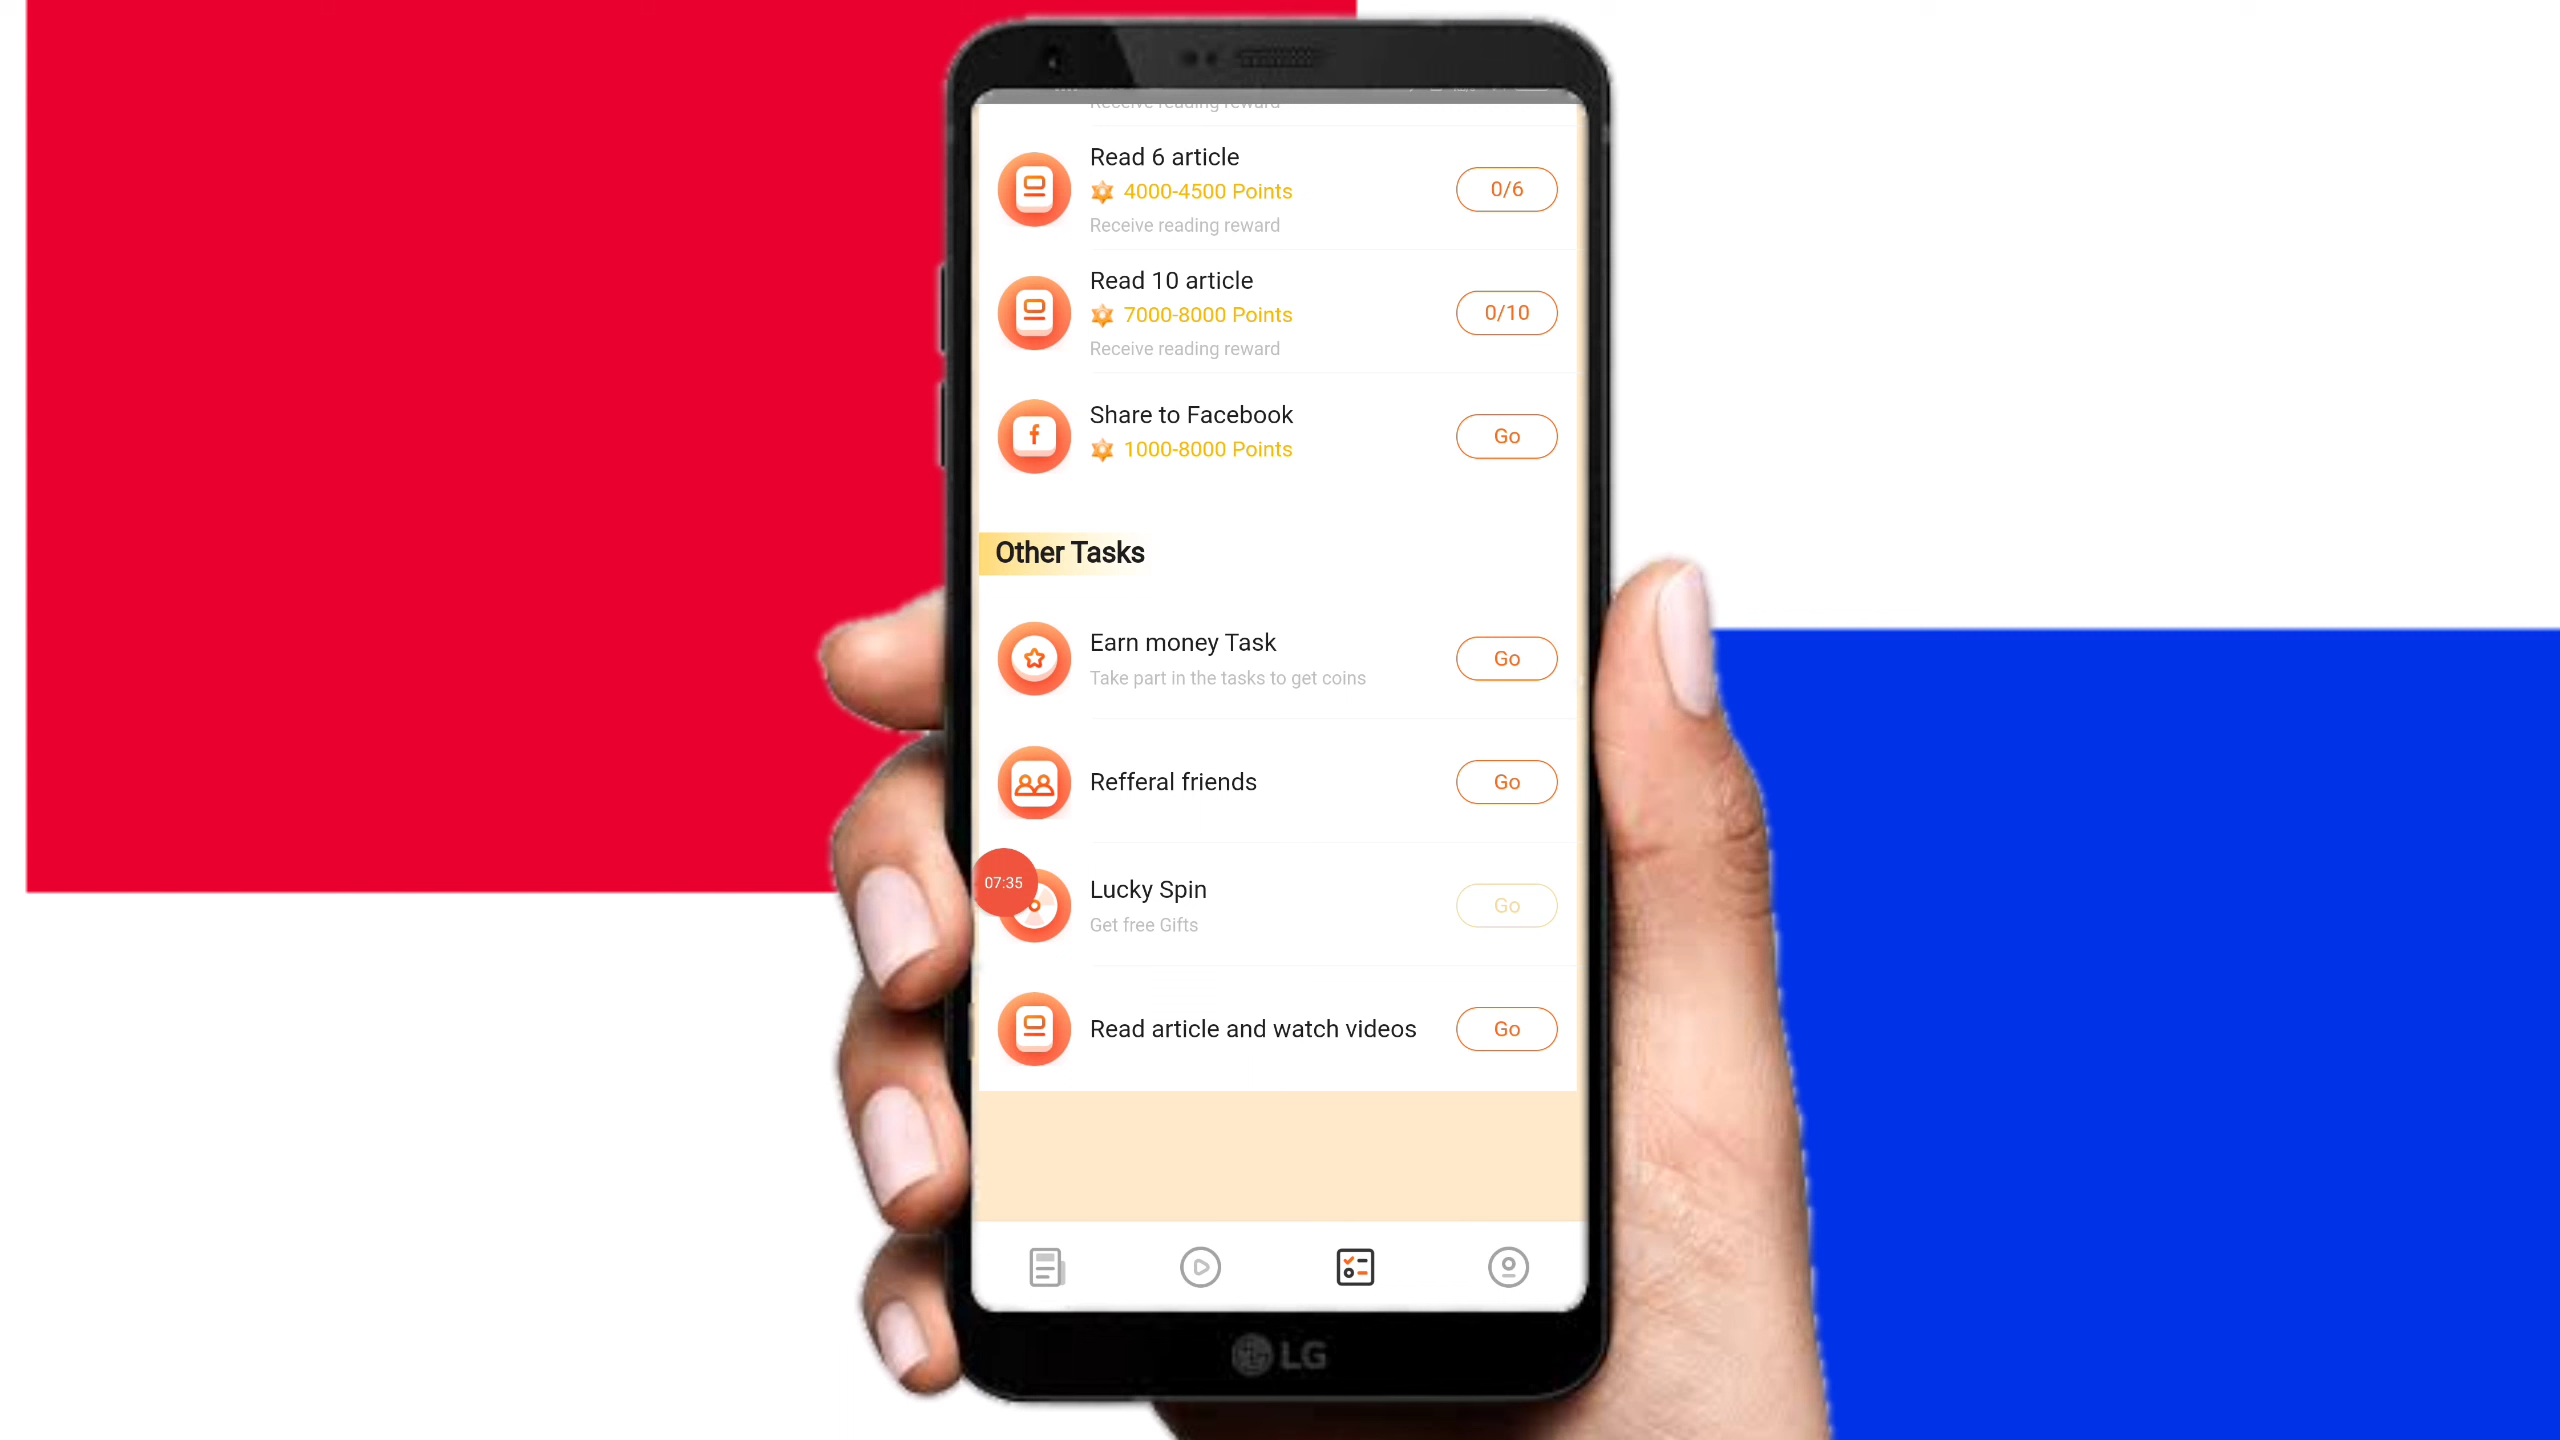 Receive reading reward
Read 6 article
4000-4500 Points
0/6
Receive reading reward
Read 10 article
7000-8000 Points
0/10
Receive reading reward
Share to Facebook
1000-8000 Points
Go
Other Tasks
Earn money Task
Go
Take part in the tasks to get coins
Refferal friends
Go
07:35
Lucky Spin
Go
Get free Gifts
Read article and watch videos
Go
LG